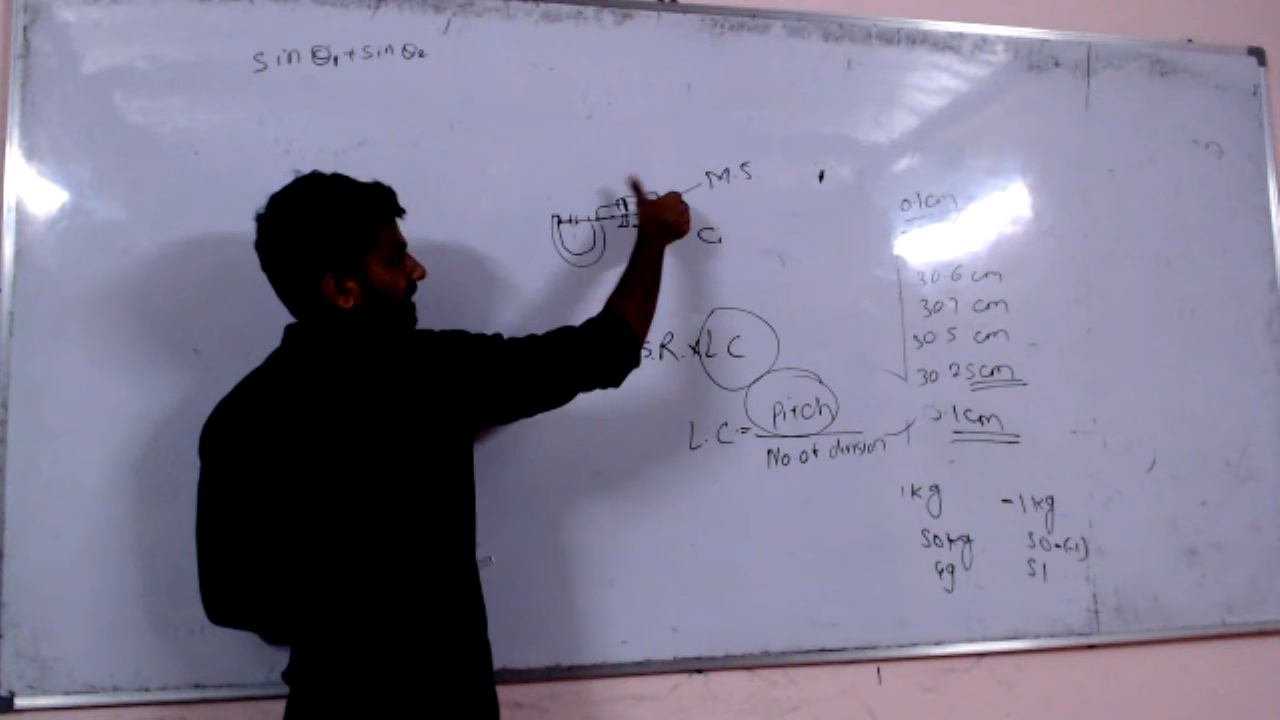 sin θ₁+sin θ₂
M.S
C
0.1cm
30.6 cm
30.7 cm
30.5 cm
30.25cm
S.R. × LC
0.1cm
L.C = Pitch
No of division
1kg -1kg
50kg 50-(-1)
49 51